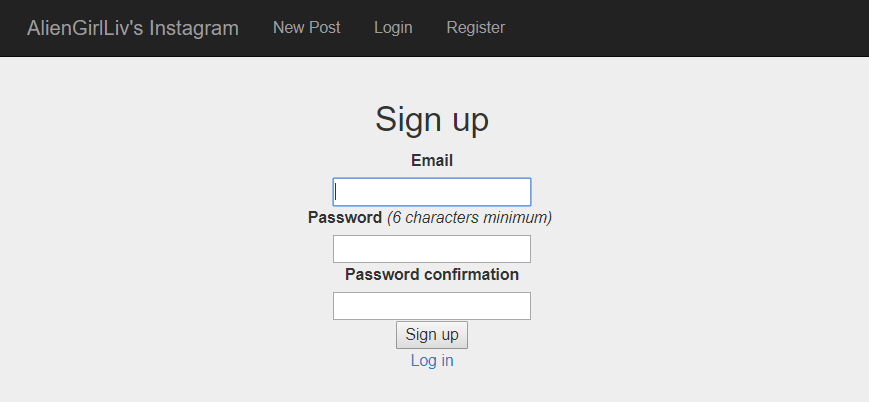 AlienGirlLiv's Instagram New Post Login Register
Sign up
Email
Password (6 characters minimum)
Password confirmation
Sign up
Log in